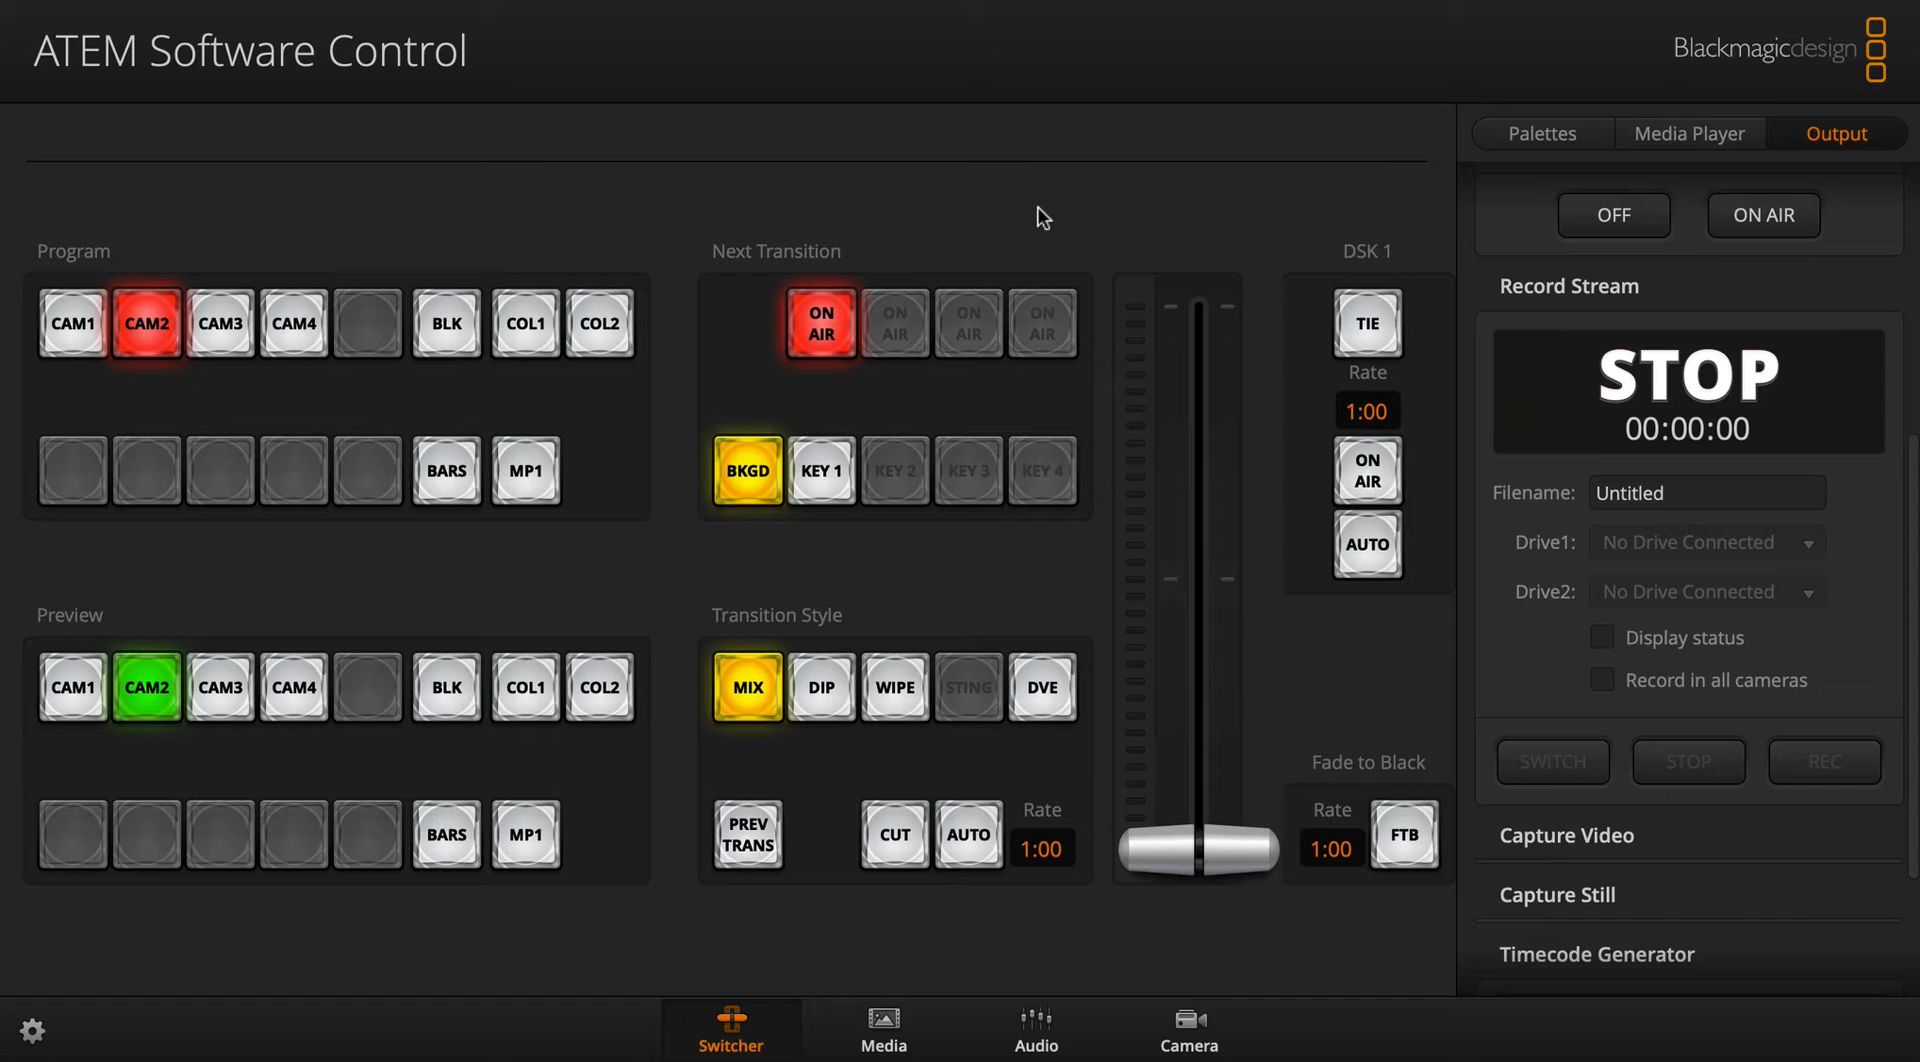 ATEM Software Control
Blackmagicdesign
Palettes
Media Player
Output
OFF
ON AIR
Program
Next Transition
DSK 1
Record Stream
CAM1
CAM2
CAM3
CAM4
BLK
COL1
COL2
ON
AIR
ON
AIR
ON
AIR
ON
AIR
TIE
Rate
1:00
STOP
00:00:00
BARS
MP1
BKGD
KEY 1
KEY 2
KEY 3
KEY 4
ON
AIR
AUTO
Filename: Untitled
Drive1: No Drive Connected
Drive2: No Drive Connected
Display status
Record in all cameras
Preview
Transition Style
CAM1
CAM2
CAM3
CAM4
BLK
COL1
COL2
MIX
DIP
WIPE
STING
DVE
SWITCH
STOP
REC
BARS
MP1
PREV
TRANS
CUT
AUTO
Rate
1:00
Fade to Black
Rate
1:00
FTB
Capture Video
Capture Still
Timecode Generator
Switcher
Media
Audio
Camera